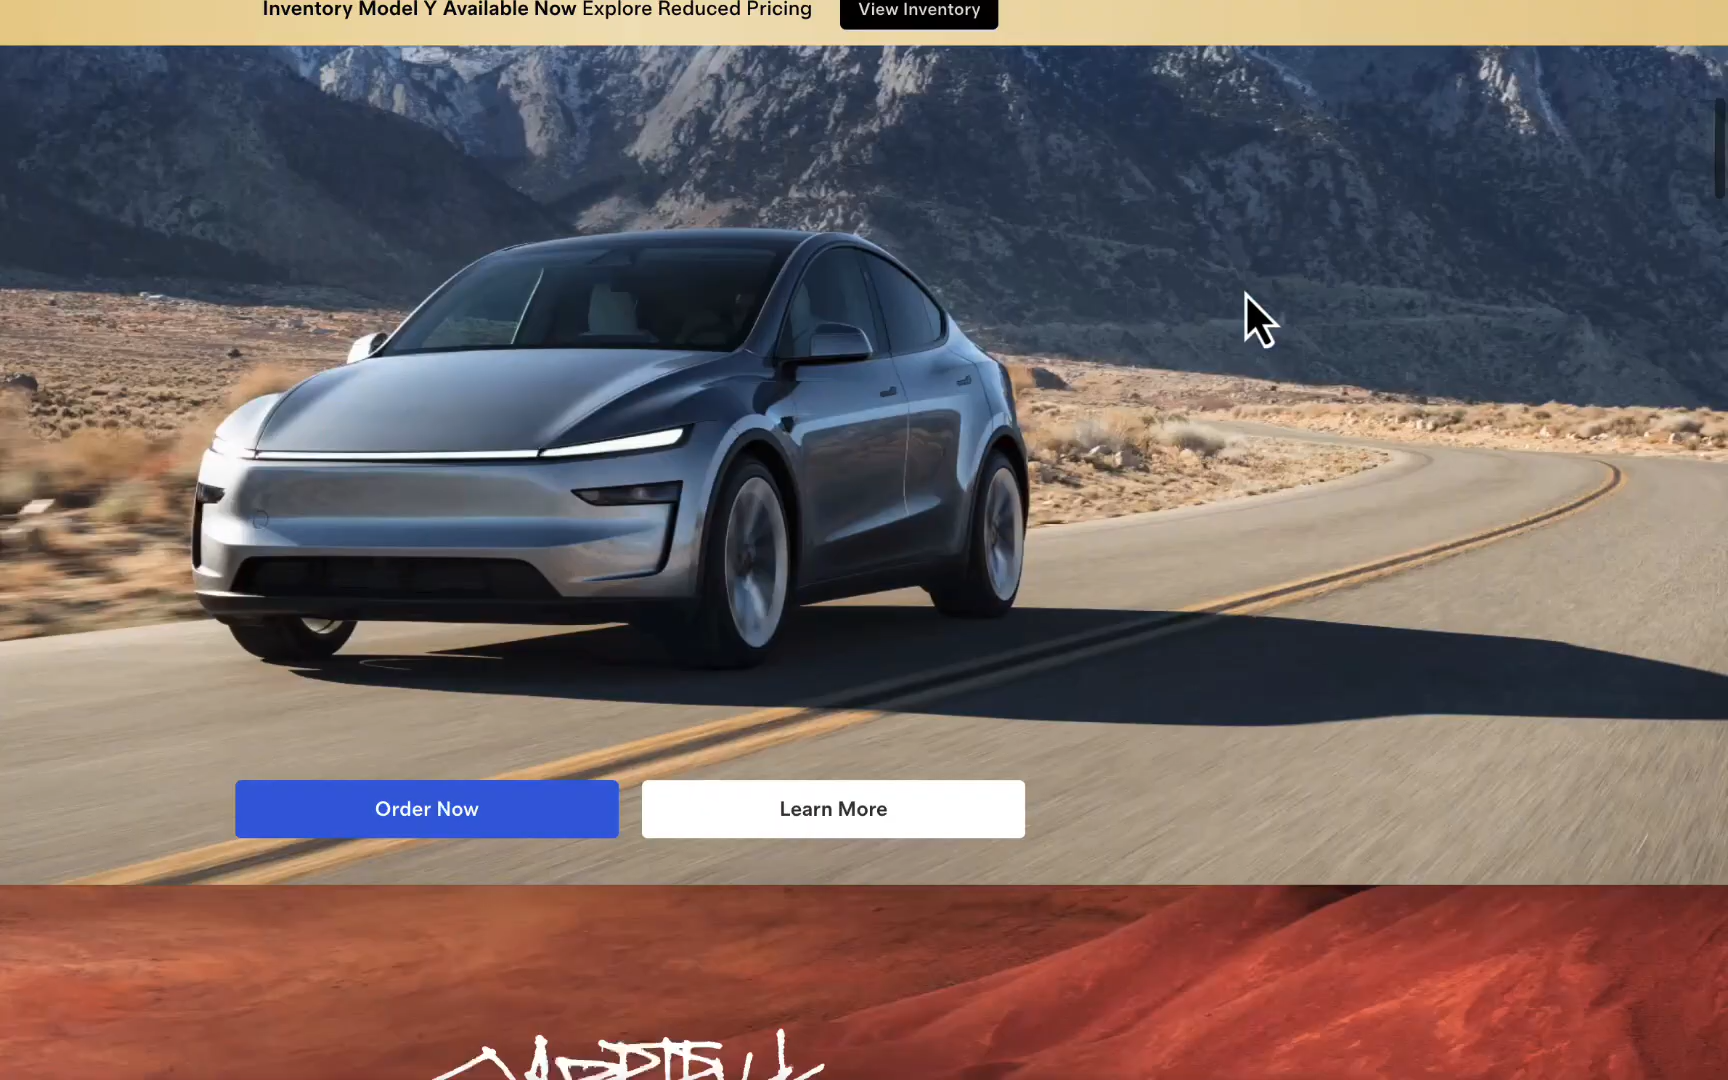 Inventory Model Y Available Now Explore Reduced Pricing
View Inventory
Order Now
Learn More